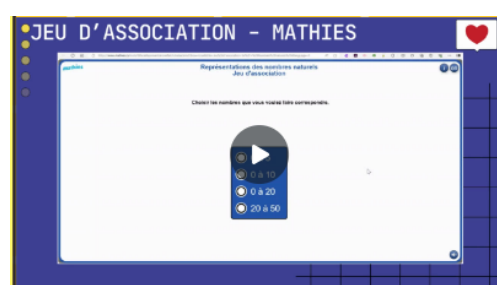 JEU D'ASSOCIATION – MATHIES
mathies
Représentations des nombres naturels
Jeu d'association
Choisir les nombres que vous voulez faire correspondre.
0 à 10
0 à 20
20 à 50